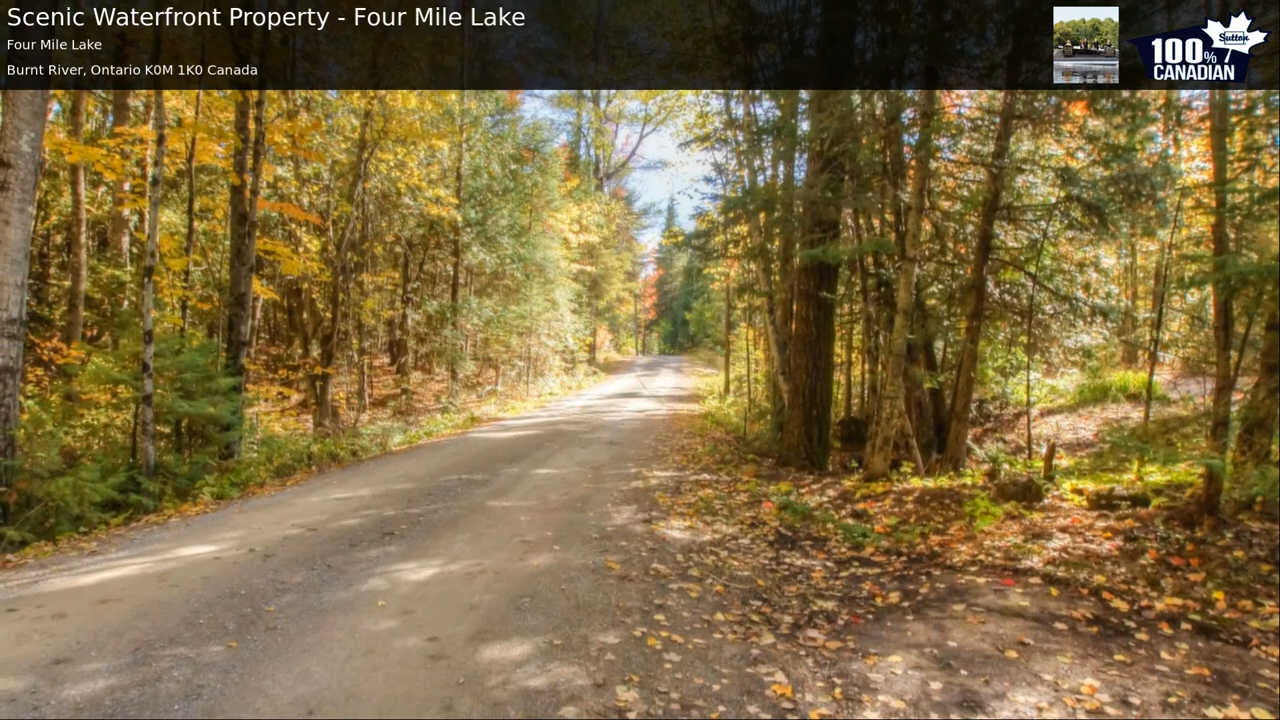 Scenic Waterfront Property - Four Mile Lake
Four Mile Lake
Burnt River, Ontario K0M 1K0 Canada
Sutton
100%
CANADIAN